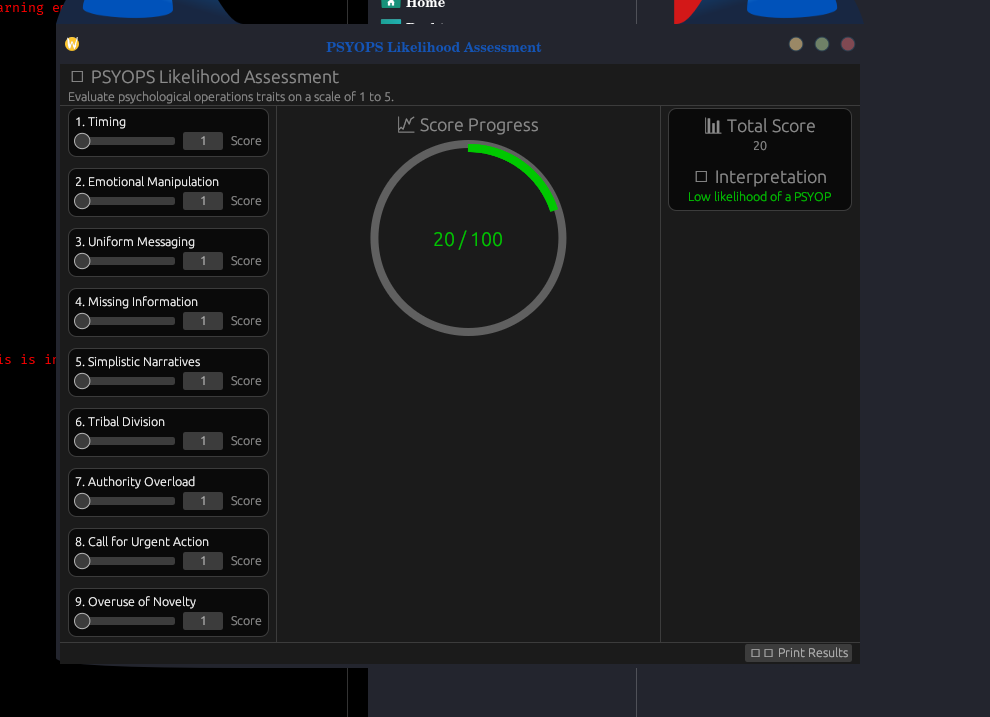 arning e
Home
PSYOPS Likelihood Assessment
PSYOPS Likelihood Assessment
Evaluate psychological operations traits on a scale of 1 to 5.
1. Timing
1 Score
2. Emotional Manipulation
1 Score
3. Uniform Messaging
1 Score
4. Missing Information
1 Score
5. Simplistic Narratives
1 Score
is is i
6. Tribal Division
1 Score
7. Authority Overload
1 Score
8. Call for Urgent Action
1 Score
9. Overuse of Novelty
1 Score
Score Progress
20 / 100
Total Score
20
Interpretation
Low likelihood of a PSYOP
Print Results